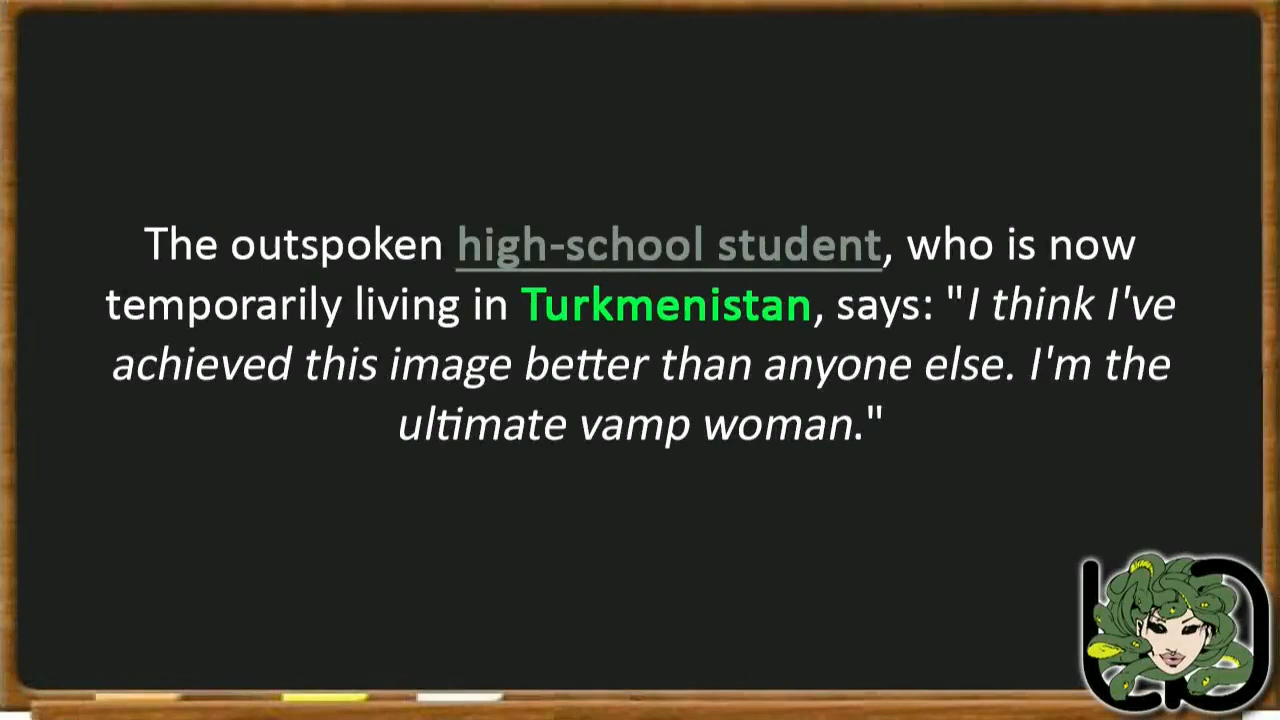 The outspoken high-school student, who is now
temporarily living in Turkmenistan, says: "I think I've
achieved this image better than anyone else. I'm the
ultimate vamp woman."